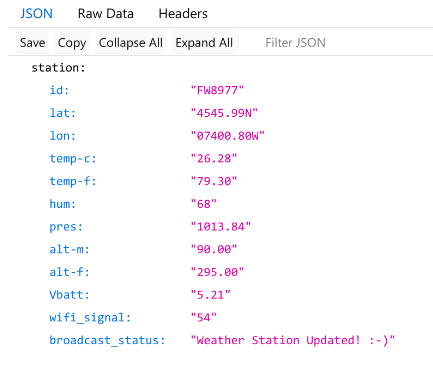 JSON Raw Data Headers
Save Copy Collapse All Expand All Filter JSON
station:
id: "FW8977"
lat: "4545.99N"
lon: "07400.80W"
temp-c: "26.28"
temp-f: "79.30"
hum: "68"
pres: "1013.84"
alt-m: "90.00"
alt-f: "295.00"
Vbatt: "5.21"
wifi_signal: "54"
broadcast_status: "Weather Station Updated! :-)"